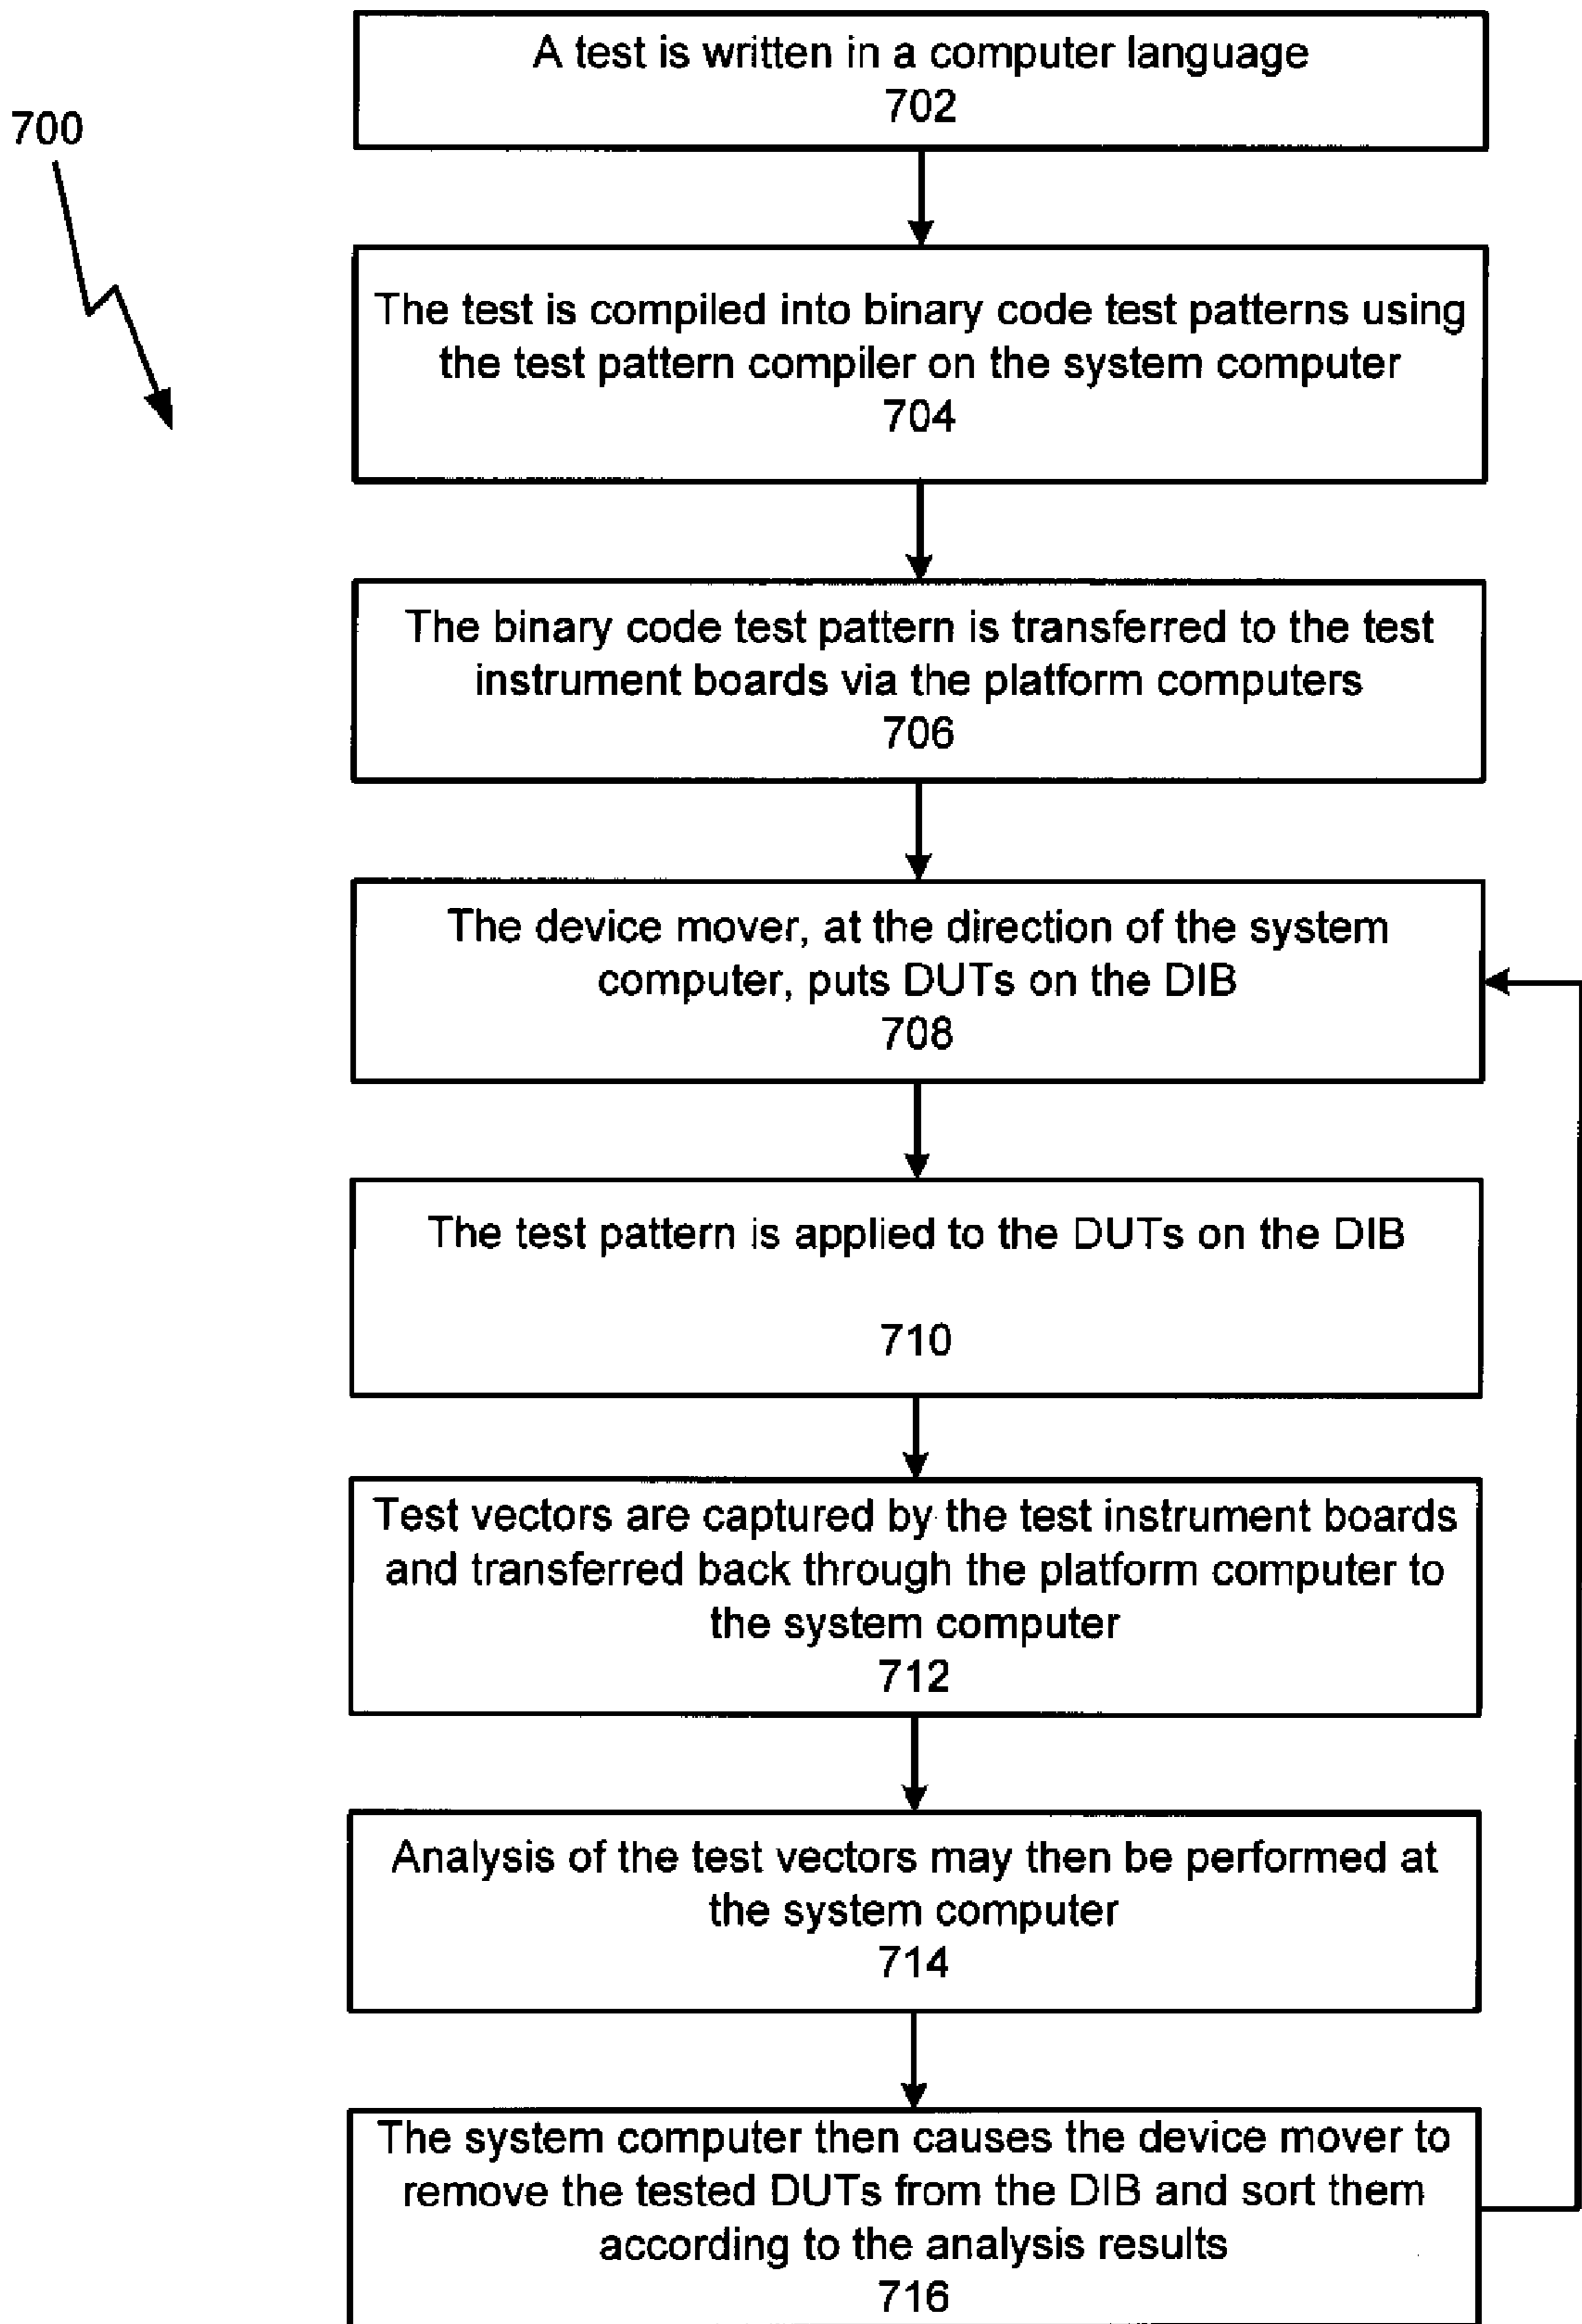 A test is written in a computer language
702
700
The test is compiled into binary code test patterns using
the test pattern compiler on the system computer
704
The binary code test pattern is transferred to the test
instrument boards via the platform computers
706
The device mover, at the direction of the system
computer, puts DUTs on the DIB
708
The test pattern is applied to the DUTs on the DIB
710
Test vectors are captured by the test instrument boards
and transferred back through the platform computer to
the system computer
712
Analysis of the test vectors may then be performed at
the system computer
714
The system computer then causes the device mover to
remove the tested DUTs from the DIB and sort them
according to the analysis results
716